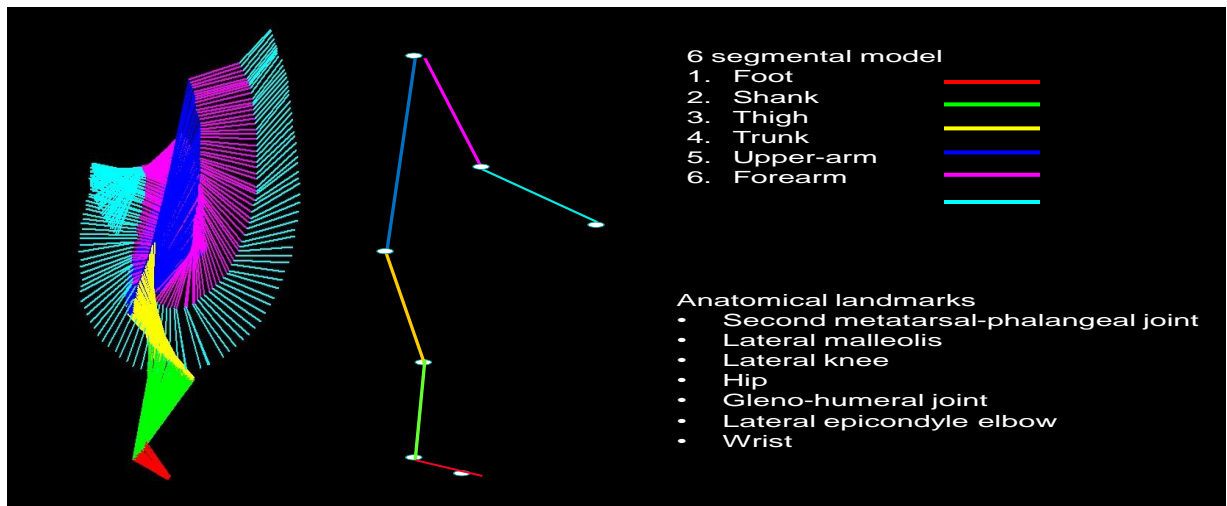 6 segmental model
1. Foot
2. Shank
3. Thigh
4. Trunk
5. Upper-arm
6. Forearm
Anatomical landmarks
• Second metatarsal-phalangeal joint
• Lateral malleolis
• Lateral knee
• Hip
• Gleno-humeral joint
• Lateral epicondyle elbow
• Wrist